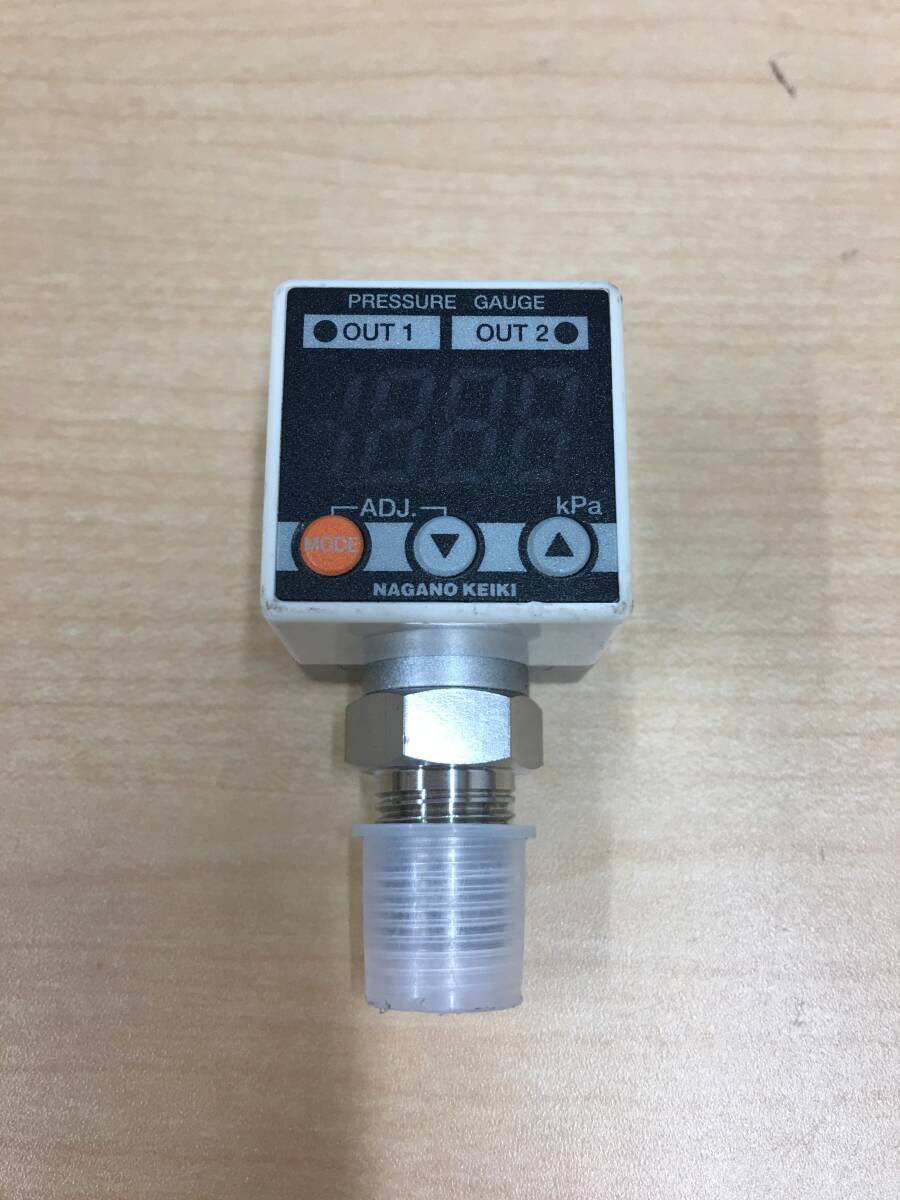 PRESSURE GAUGE
OUT 1 OUT 2
ADJ. kPa
MODE
NAGANO KEIKI